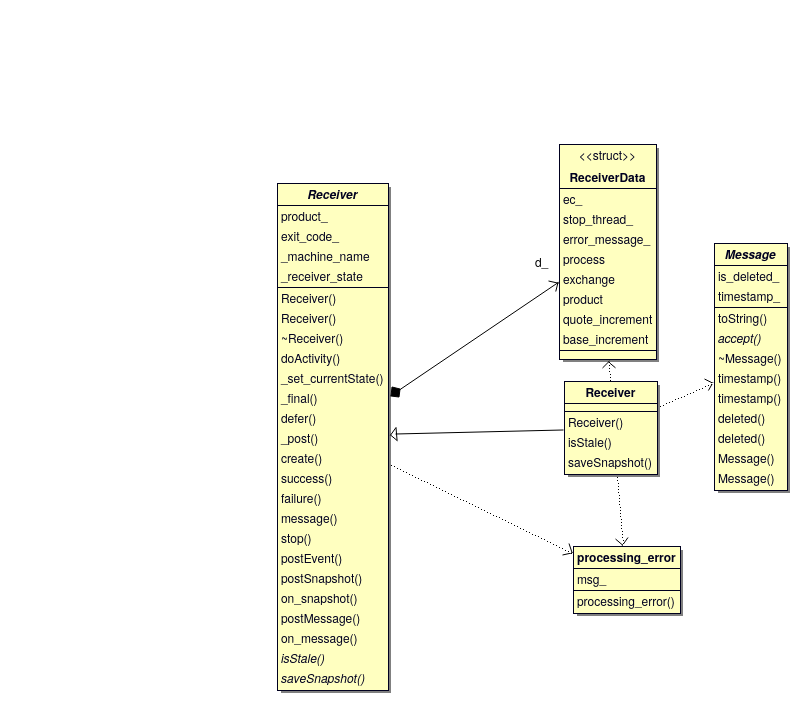 Receiver
product_
exit_code_
_machine_name
_receiver_state
Receiver()
Receiver()
~Receiver()
doActivity()
_set_currentState()
_final()
defer()
_post()
create()
success()
failure()
message()
stop()
postEvent()
postSnapshot()
on_snapshot()
postMessage()
on_message()
isStale()
saveSnapshot()
d_
<<struct>>
ReceiverData
ec_
stop_thread_
error_message_
process
exchange
product
quote_increment
base_increment
Receiver
Receiver()
isStale()
saveSnapshot()
processing_error
msg_
processing_error()
Message
is_deleted_
timestamp_
toString()
accept()
~Message()
timestamp()
timestamp()
deleted()
deleted()
Message()
Message()